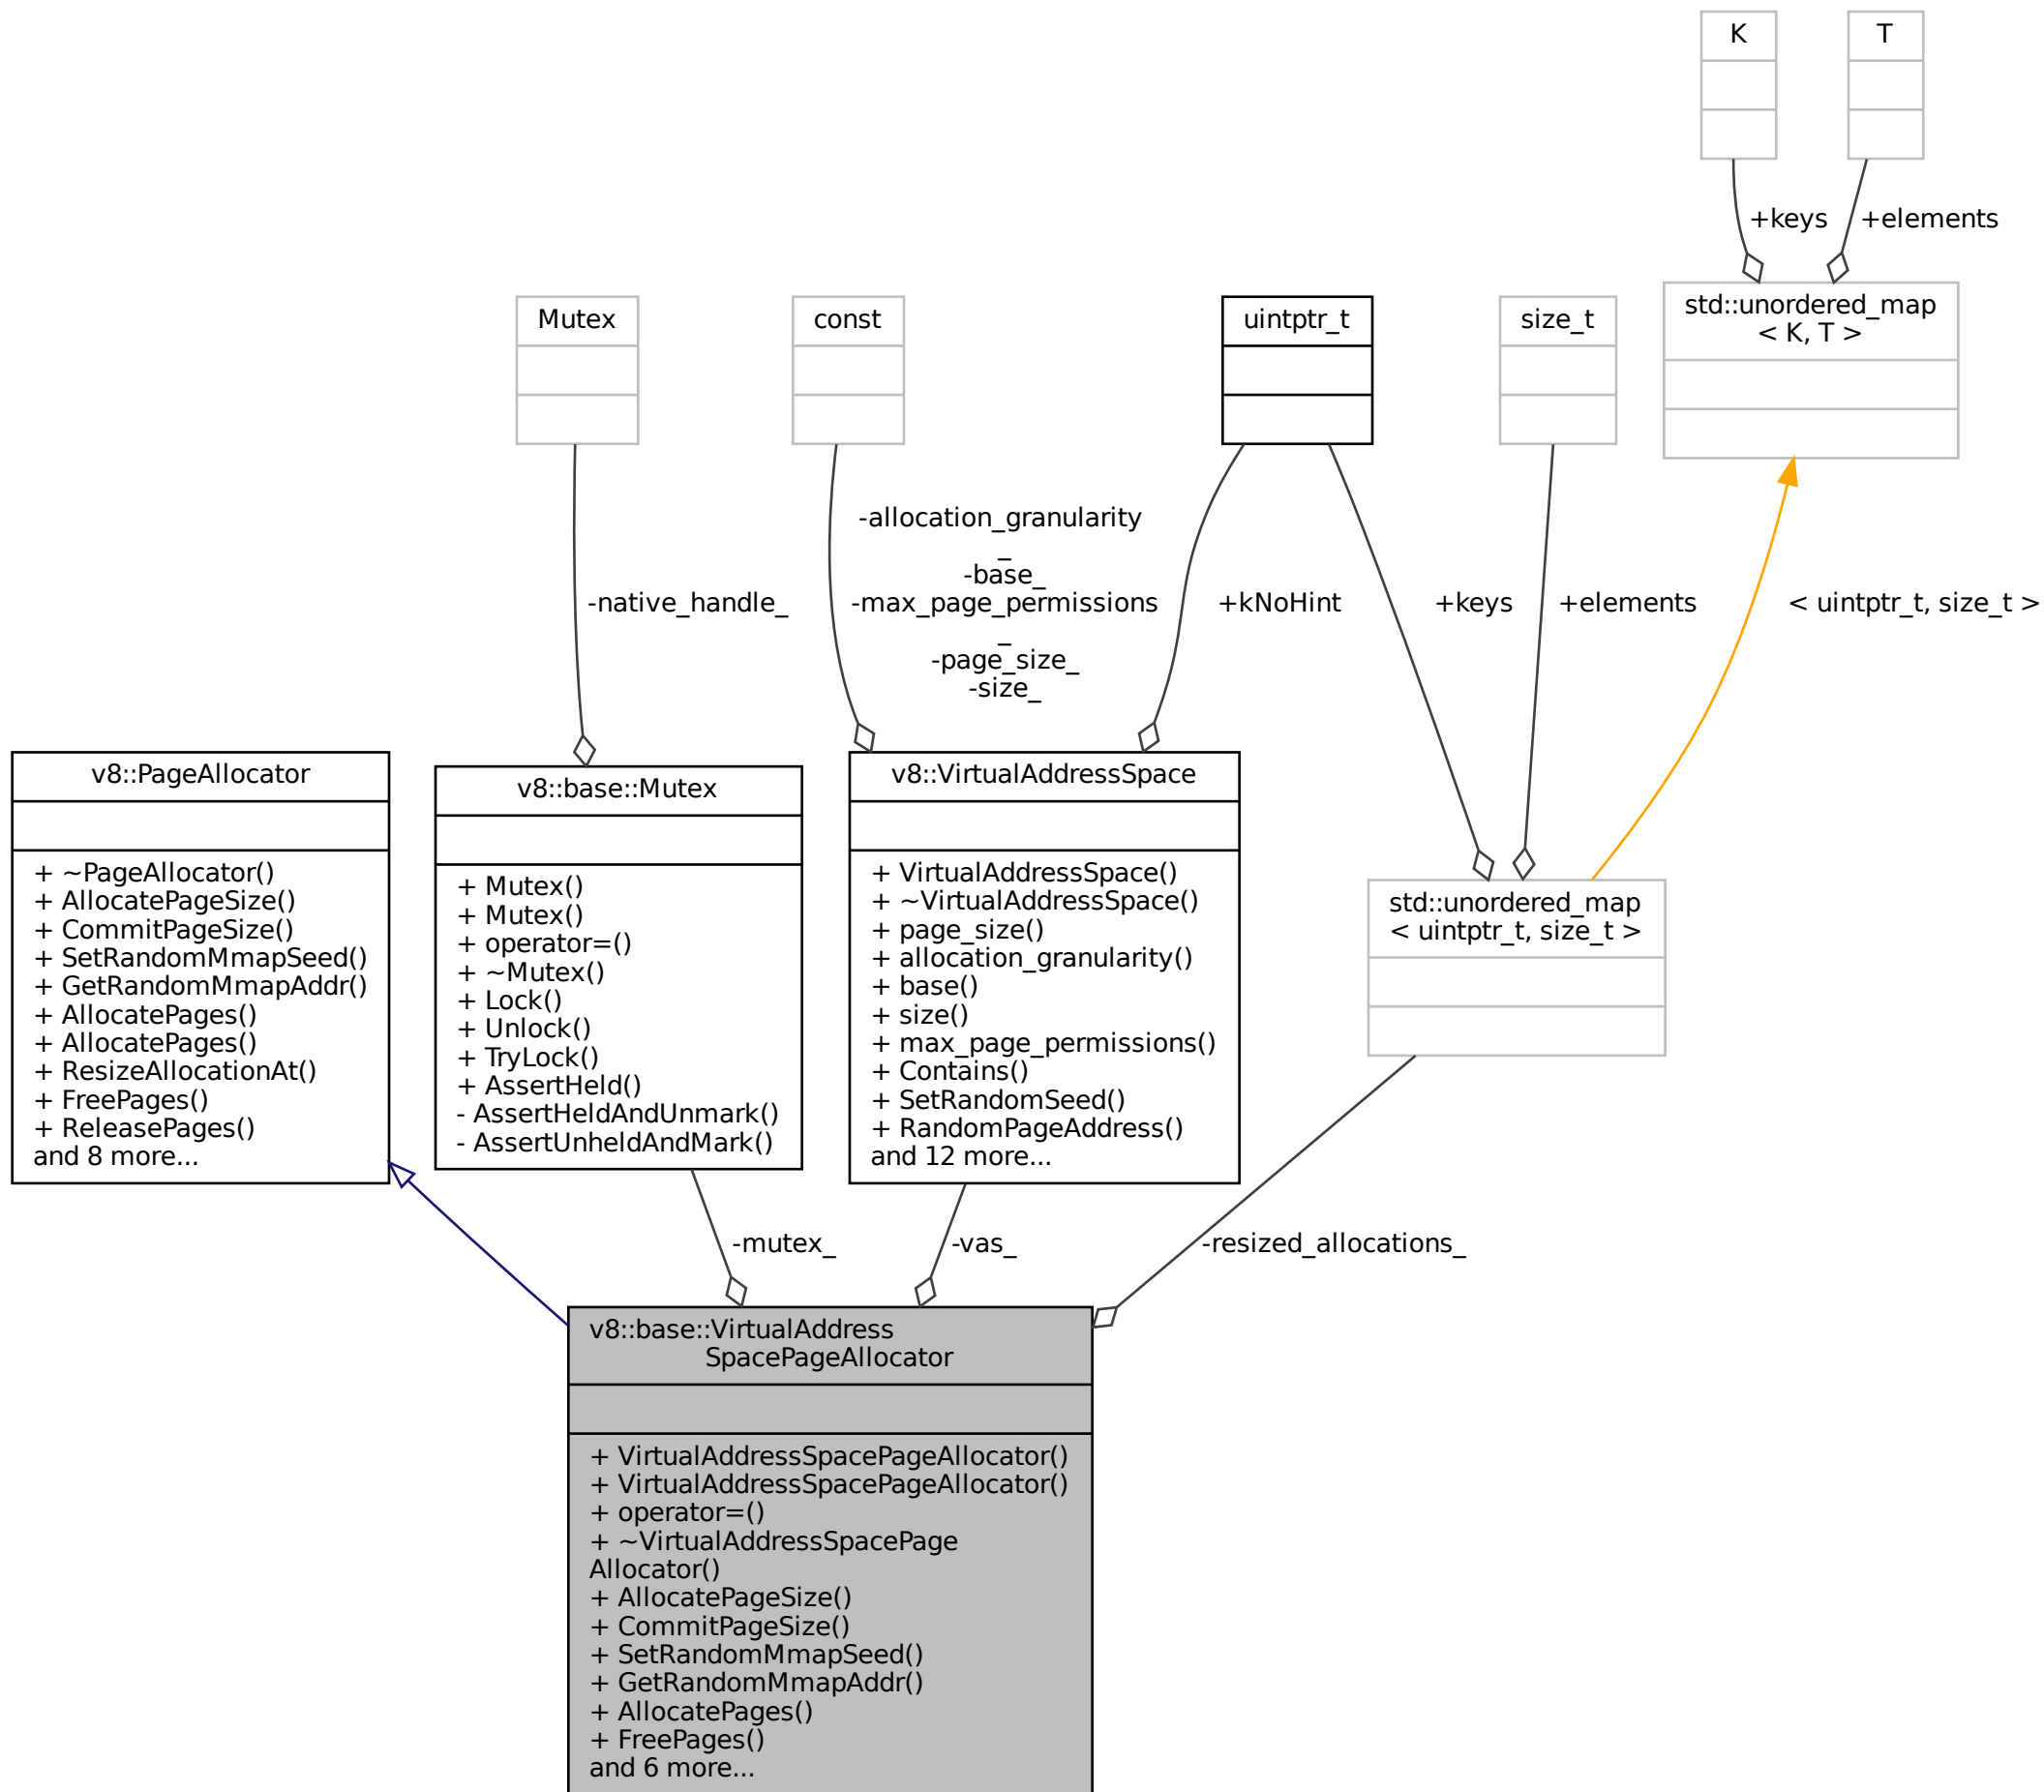 K
T
+keys
+elements
Mutex
const
uintptr_t
size_t
std::unordered_map
< K, T >
-native_handle_
-allocation_granularity
_
-base_
-max_page_permissions
_
-page_size_
-size_
+kNoHint
+keys
+elements
< uintptr_t, size_t >
v8::PageAllocator
+ ~PageAllocator()
+ AllocatePageSize()
+ CommitPageSize()
+ SetRandomMmapSeed()
+ GetRandomMmapAddr()
+ AllocatePages()
+ AllocatePages()
+ ResizeAllocationAt()
+ FreePages()
+ ReleasePages()
and 8 more...
v8::base::Mutex
+ Mutex()
+ Mutex()
+ operator=()
+ ~Mutex()
+ Lock()
+ Unlock()
+ TryLock()
+ AssertHeld()
- AssertHeldAndUnmark()
- AssertUnheldAndMark()
v8::VirtualAddressSpace
+ VirtualAddressSpace()
+ ~VirtualAddressSpace()
+ page_size()
+ allocation_granularity()
+ base()
+ size()
+ max_page_permissions()
+ Contains()
+ SetRandomSeed()
+ RandomPageAddress()
and 12 more...
std::unordered_map
< uintptr_t, size_t >
-mutex_
-vas_
-resized_allocations_
v8::base::VirtualAddress
SpacePageAllocator
+ VirtualAddressSpacePageAllocator()
+ VirtualAddressSpacePageAllocator()
+ operator=()
+ ~VirtualAddressSpacePage
Allocator()
+ AllocatePageSize()
+ CommitPageSize()
+ SetRandomMmapSeed()
+ GetRandomMmapAddr()
+ AllocatePages()
+ FreePages()
and 6 more...